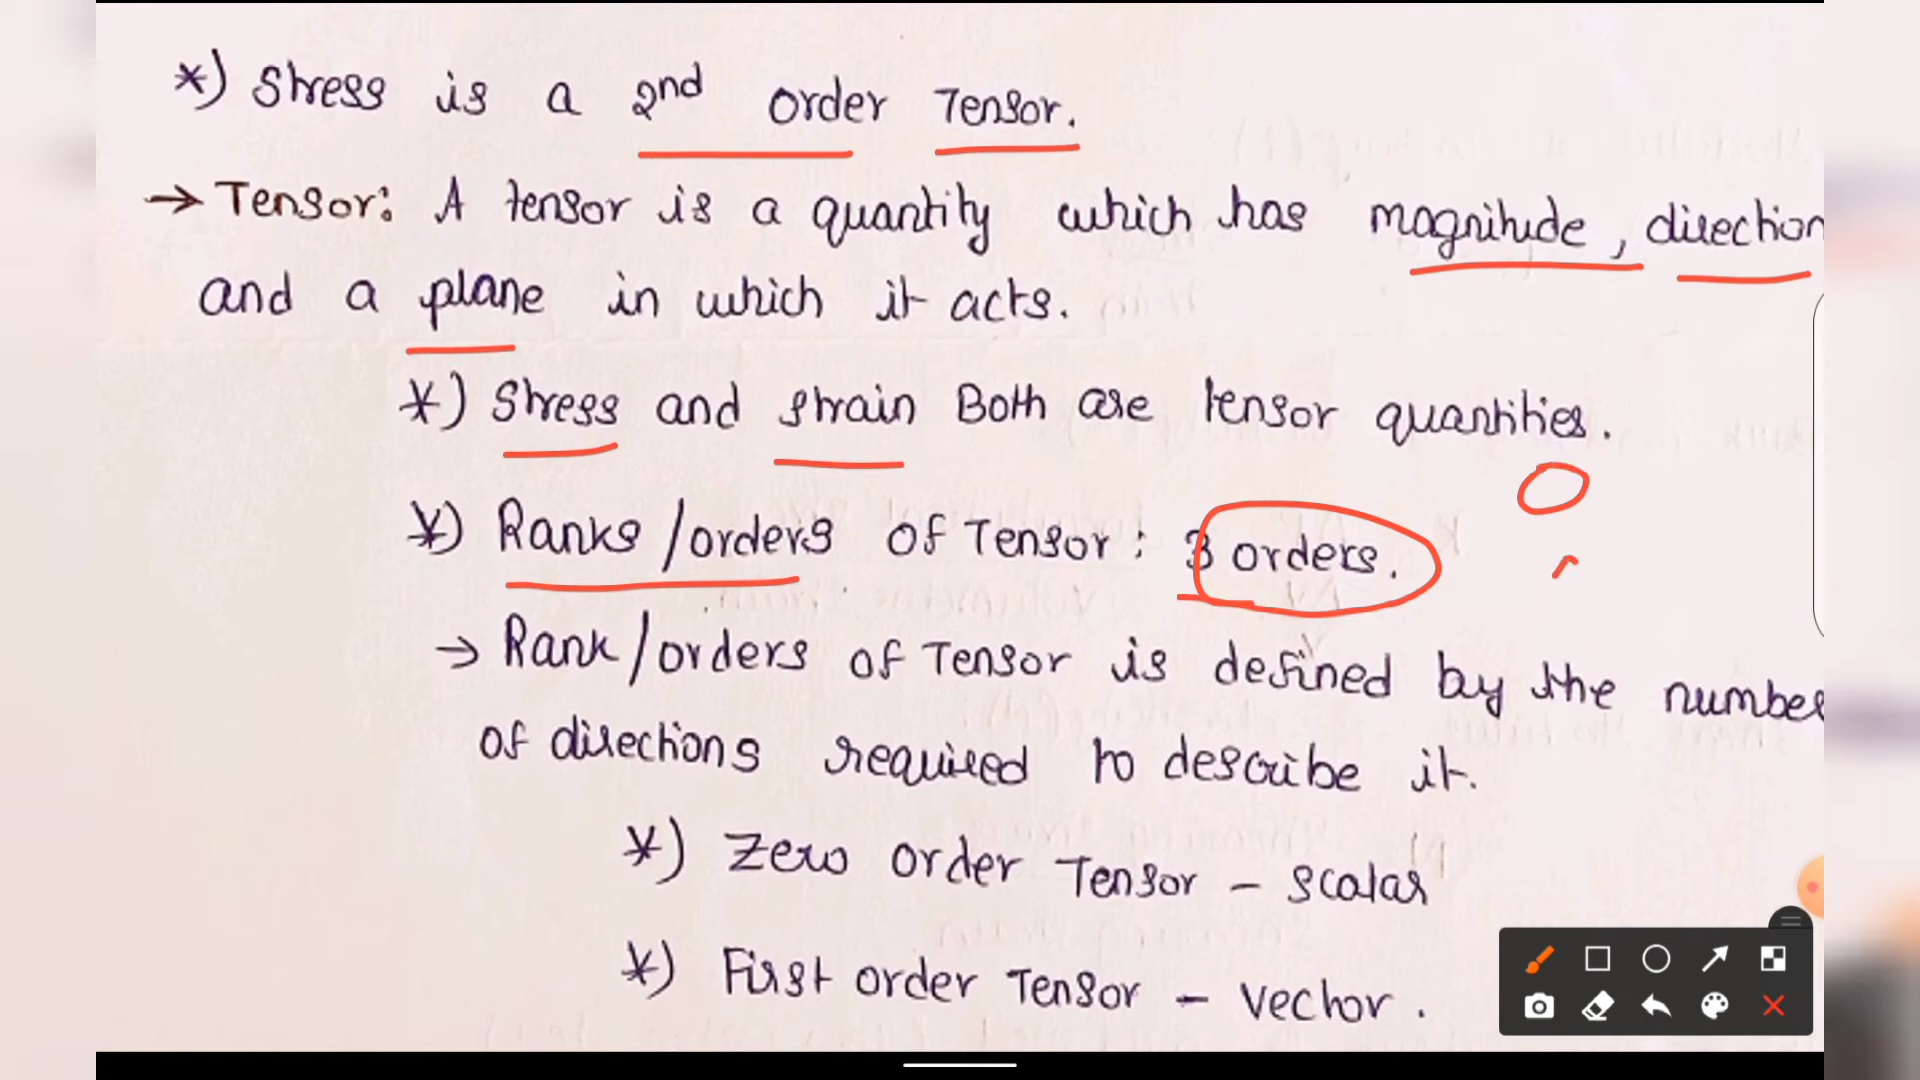 *) Stress is a 2nd order Tensor.
→ Tensor: A tensor is a quantity which has magnitude, direction
and a plane in which it acts.
*) Stress and strain Both are tensor quantities.
*) Ranks/orders of Tensor: 3 orders.
→ Rank/orders of Tensor is defined by the numbe
of directions required to describe it.
*) Zero order Tensor - scalar
*) First order Tensor - vector.